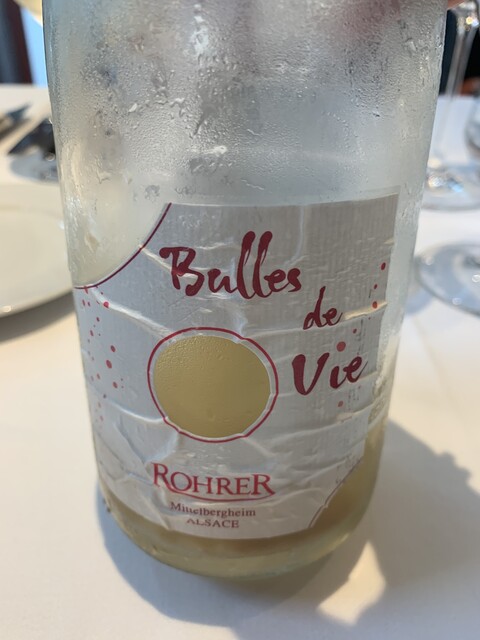 Bulles
de
Vie
ROHRER
Mittelbergheim
ALSACE